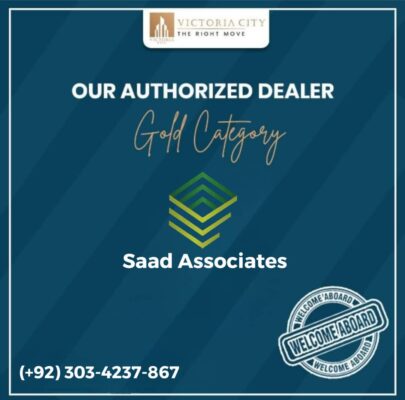 VICTORIA CITY
THE RIGHT MOVE
OUR AUTHORIZED DEALER
Gold Category
Saad Associates
WELCOME ABOARD
WELCOME ABOARD
WELCOME ABOARD
(+92) 303-4237-867